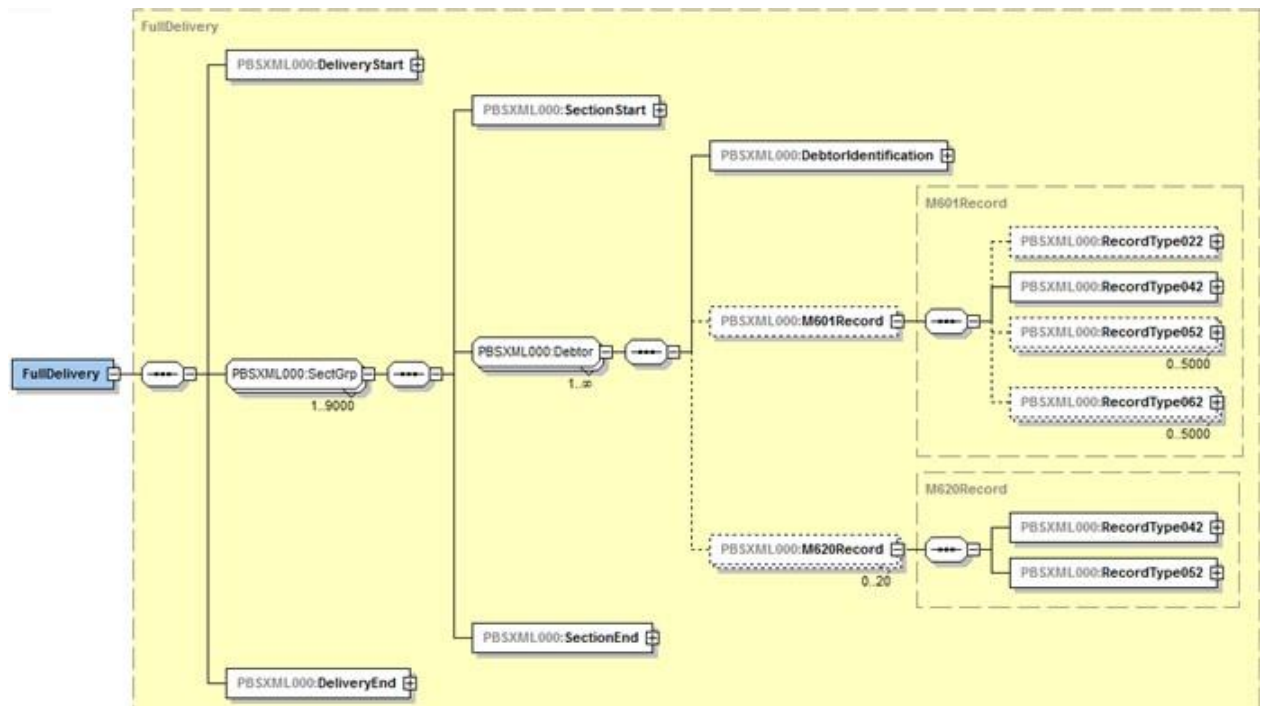 FullDelivery
PBSXML000:DeliveryStart
PBSXML000:SectionStart
PBSXML000:DebtorIdentification
M601Record
PBSXML000:RecordType022
PBSXML000:RecordType042
PBSXML000:M601Record
PBSXML000:RecordType052
0..5000
PBSXML000:Debtor
1..∞
FullDelivery
PBSXML000:SectGrp
1..9000
PBSXML000:RecordType062
0..5000
M620Record
PBSXML000:RecordType042
PBSXML000:M620Record
0..20
PBSXML000:RecordType052
PBSXML000:SectionEnd
PBSXML000:DeliveryEnd